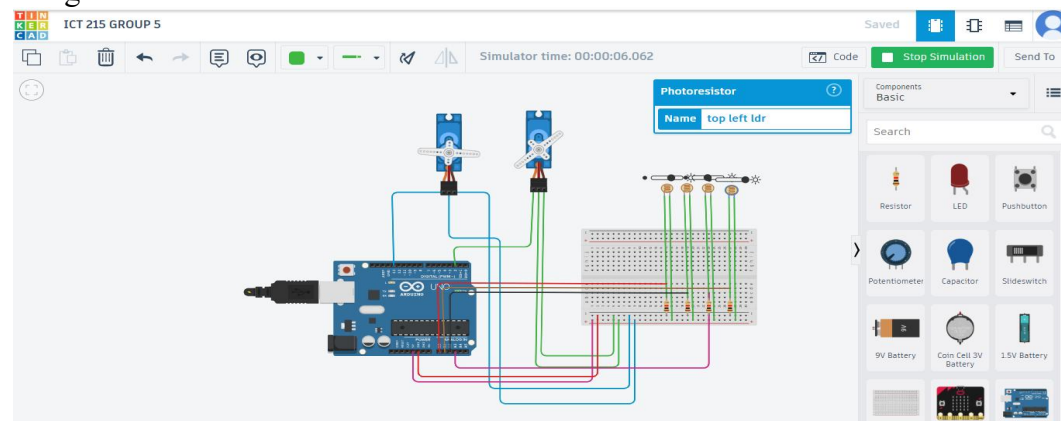 TIN
KER
CAD
ICT 215 GROUP 5
Saved
Simulator time: 00:00:06.062
Code
Stop Simulation
Send To
Photoresistor
Name top left ldr
Components
Basic
Search
Resistor
LED
Pushbutton
Potentiometer
Capacitor
Slideswitch
9V Battery
Coin Cell 3V
Battery
1.5V Battery
UNO
ARDUINO